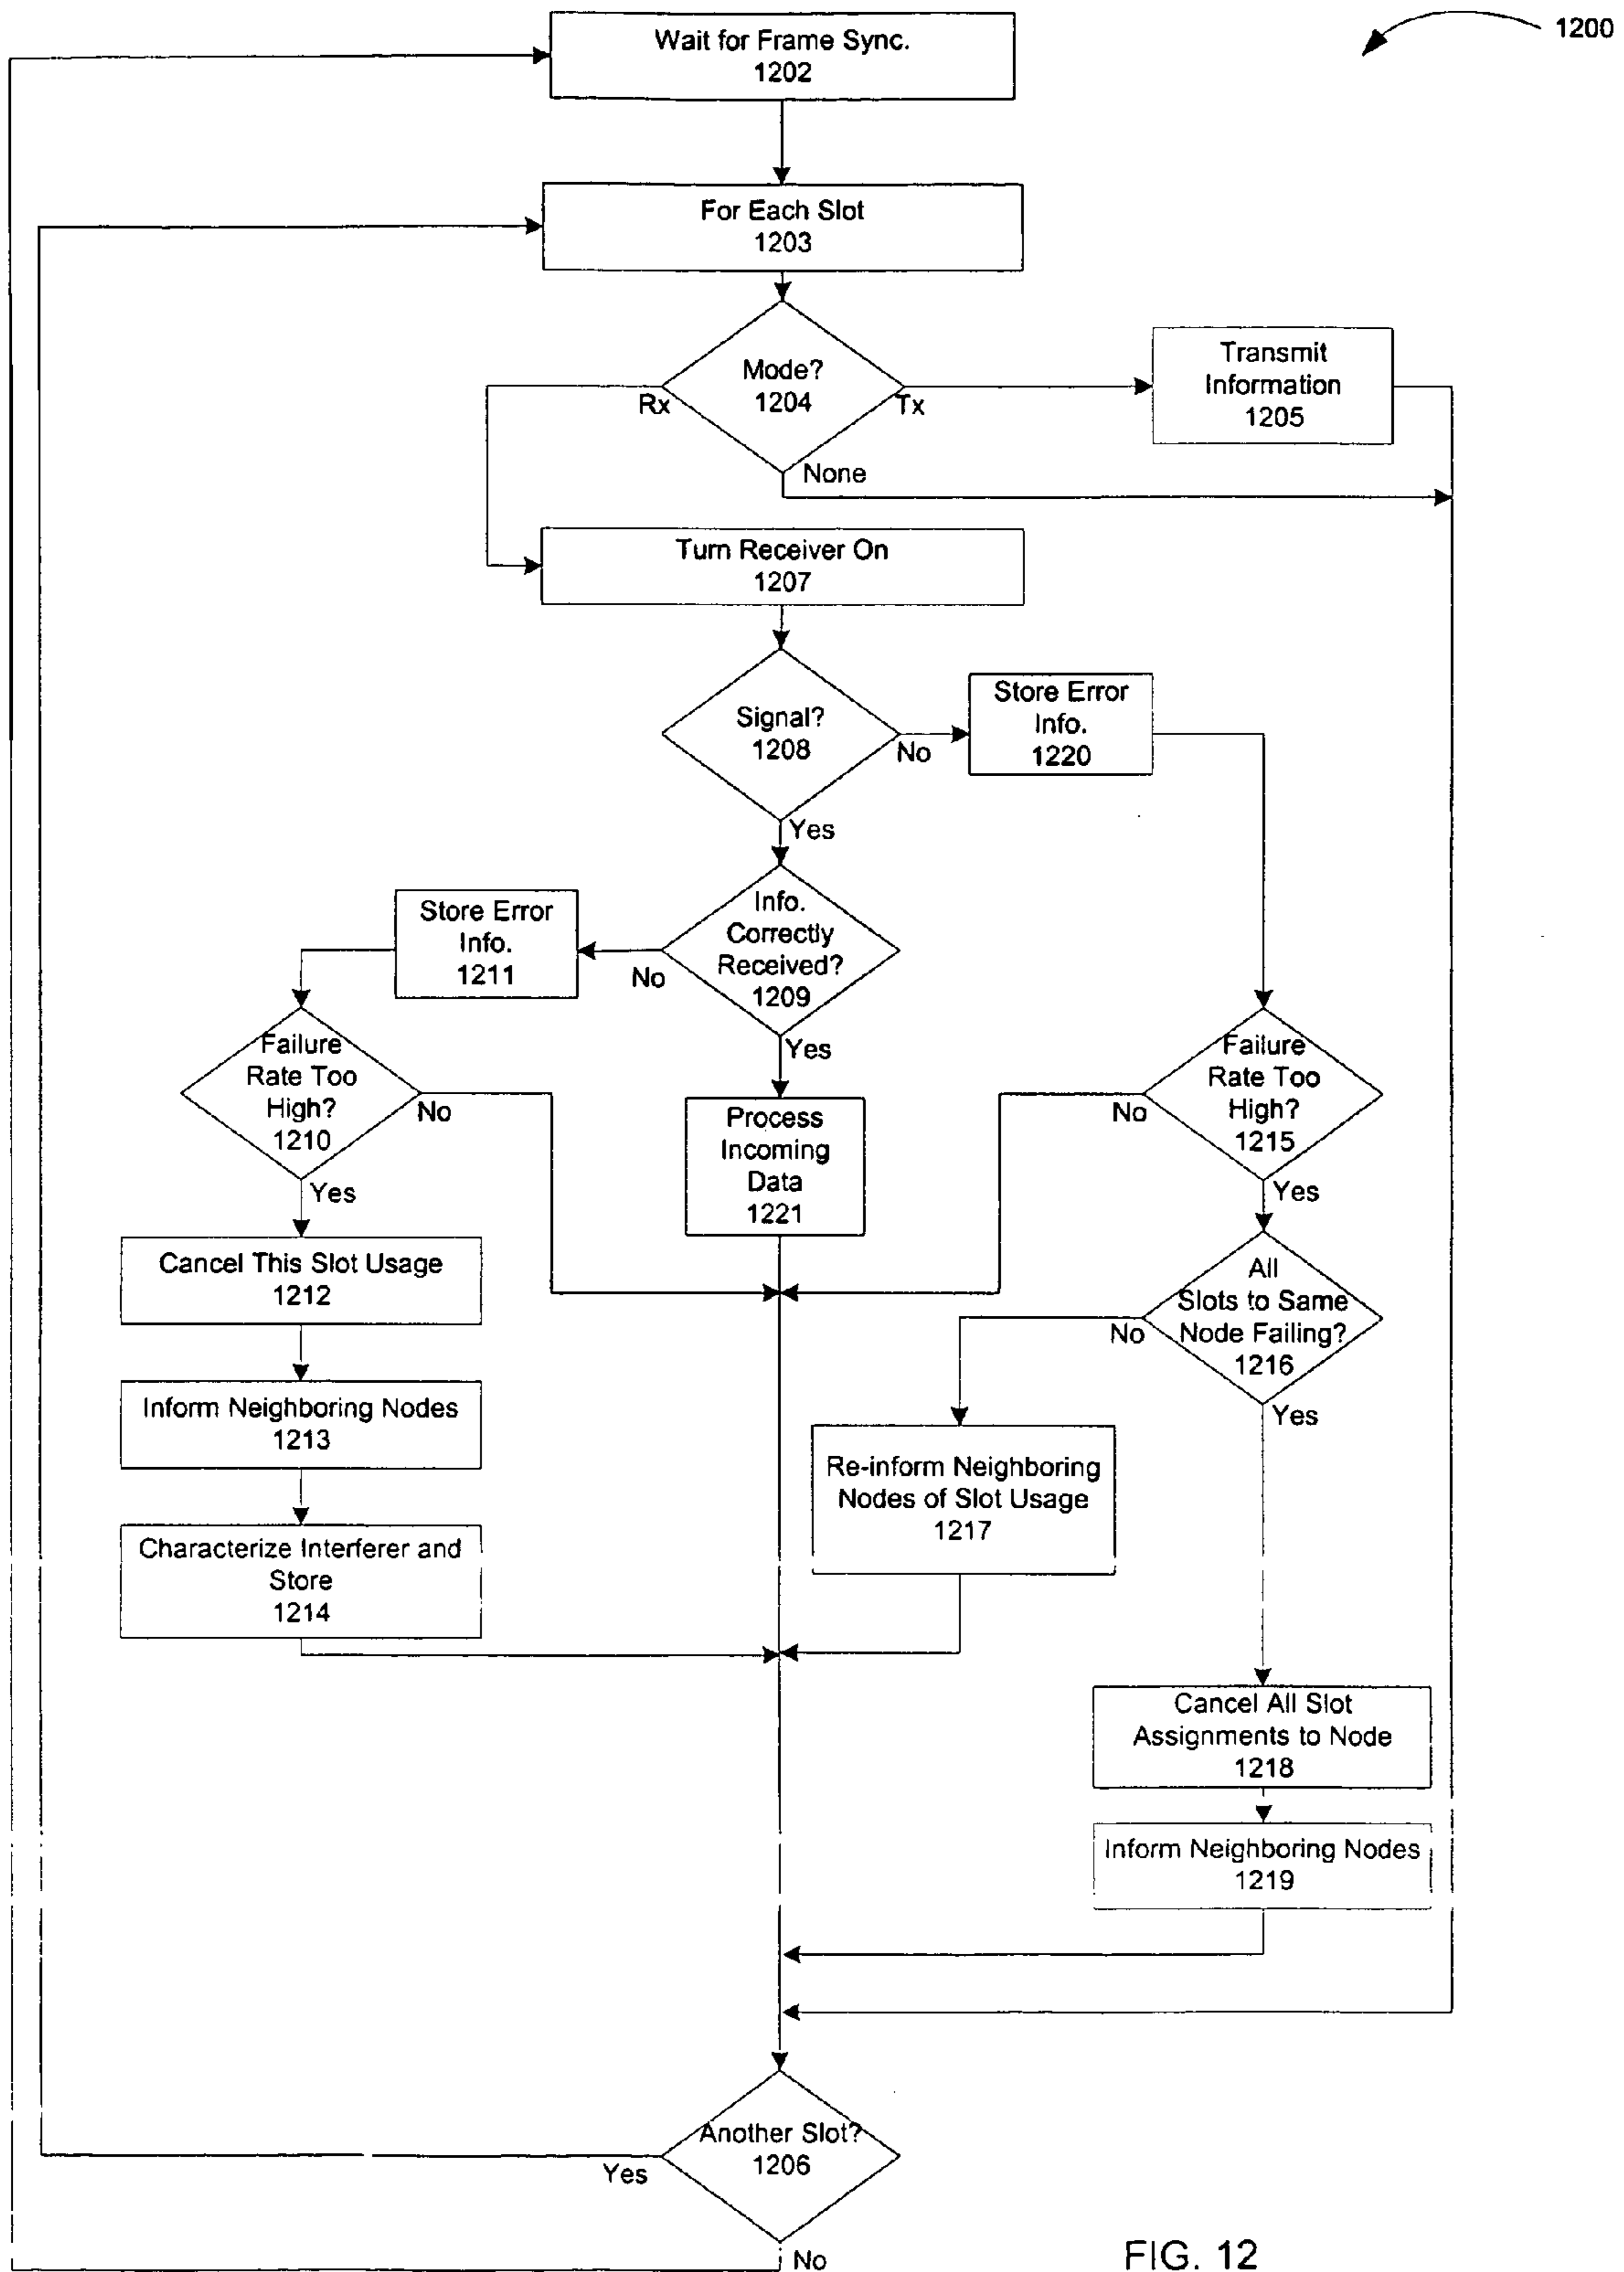 1200
Wait for Frame Sync.
1202
For Each Slot
1203
Mode?
1204
Rx
Tx
None
Transmit
Information
1205
Turn Receiver On
1207
Signal?
1208
No
Yes
Store Error
Info.
1220
Info.
Correctly
Received?
1209
No
Yes
Store Error
Info.
1211
Failure
Rate Too
High?
1210
No
Yes
Process
Incoming
Data
1221
Failure
Rate Too
High?
1215
No
Yes
Cancel This Slot Usage
1212
All
Slots to Same
Node Failing?
1216
No
Yes
Inform Neighboring Nodes
1213
Re-inform Neighboring
Nodes of Slot Usage
1217
Characterize Interferer and
Store
1214
Cancel All Slot
Assignments to Node
1218
Inform Neighboring Nodes
1219
Another Slot?
1206
Yes
No
FIG. 12